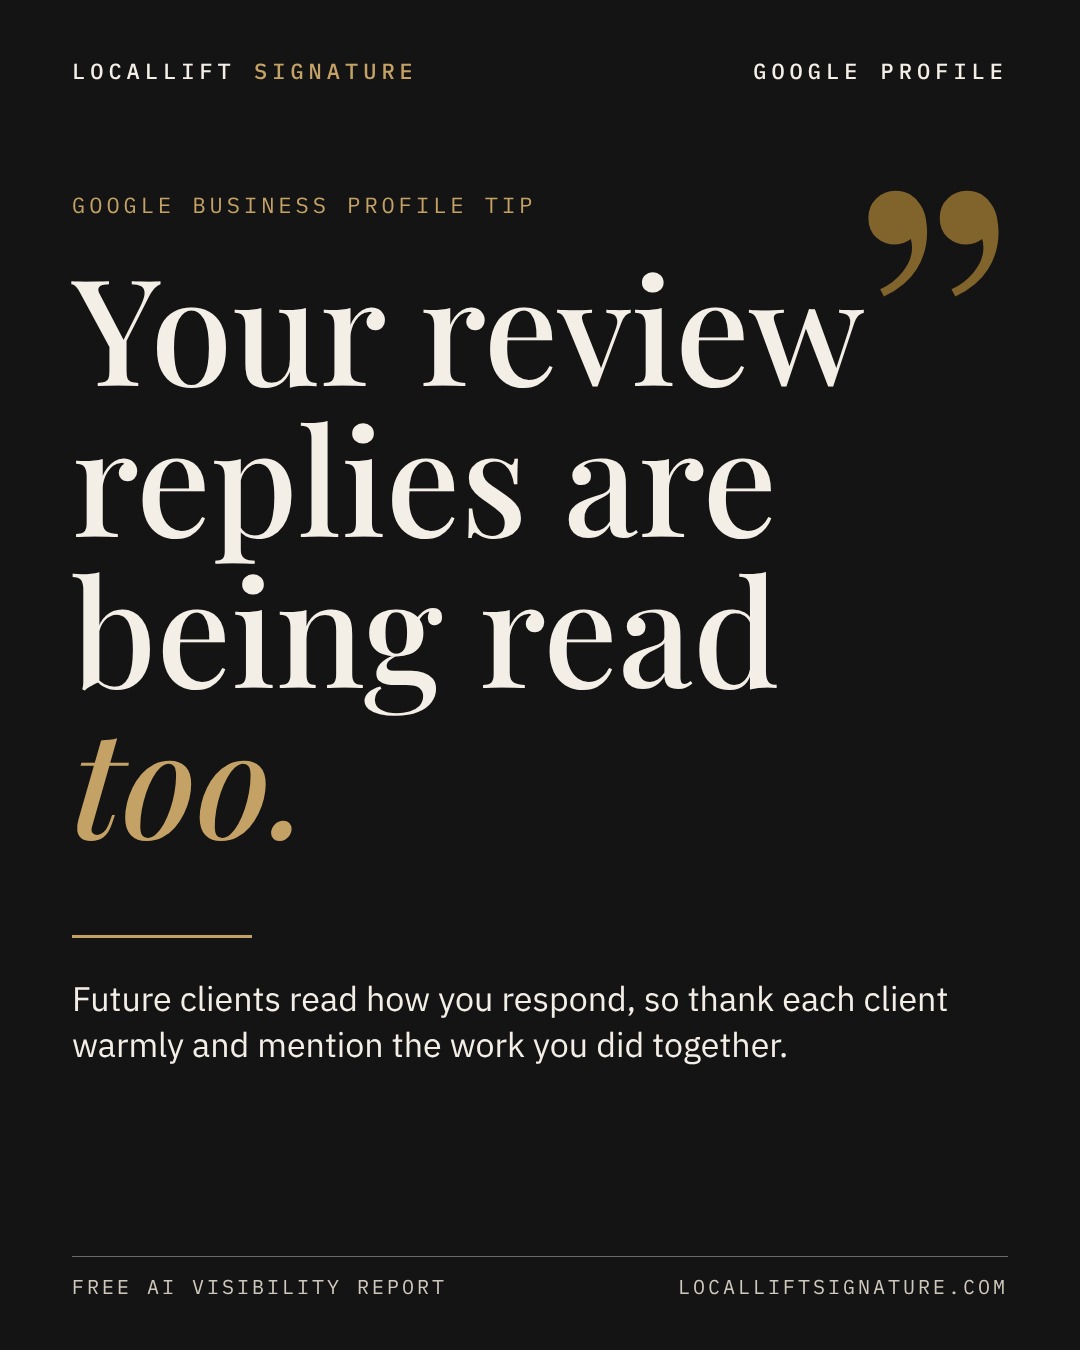 LOCALLIFT SIGNATURE
GOOGLE PROFILE
GOOGLE BUSINESS PROFILE TIP
”
Your review
replies are
being read
too.
Future clients read how you respond, so thank each client
warmly and mention the work you did together.
FREE AI VISIBILITY REPORT
LOCALLIFTSIGNATURE.COM